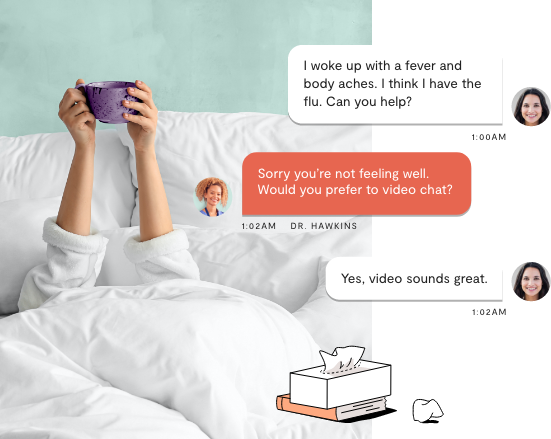 I woke up with a fever and
body aches. I think I have the
flu. Can you help?
1:00AM
Sorry you're not feeling well.
Would you prefer to video chat?
1:02AM DR. HAWKINS
Yes, video sounds great.
1:02AM